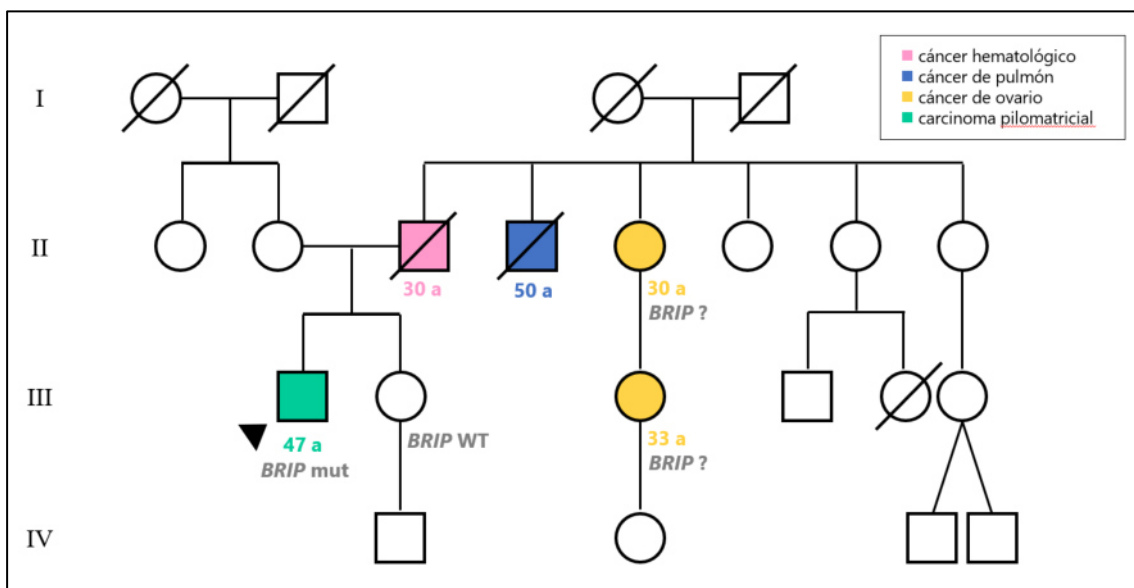 I
cáncer hematológico
cáncer de pulmón
cáncer de ovario
carcinoma pilomatricial
II
30 a
50 a
30 a
BRIP ?
III
47 a
BRIP mut
BRIP WT
33 a
BRIP ?
IV